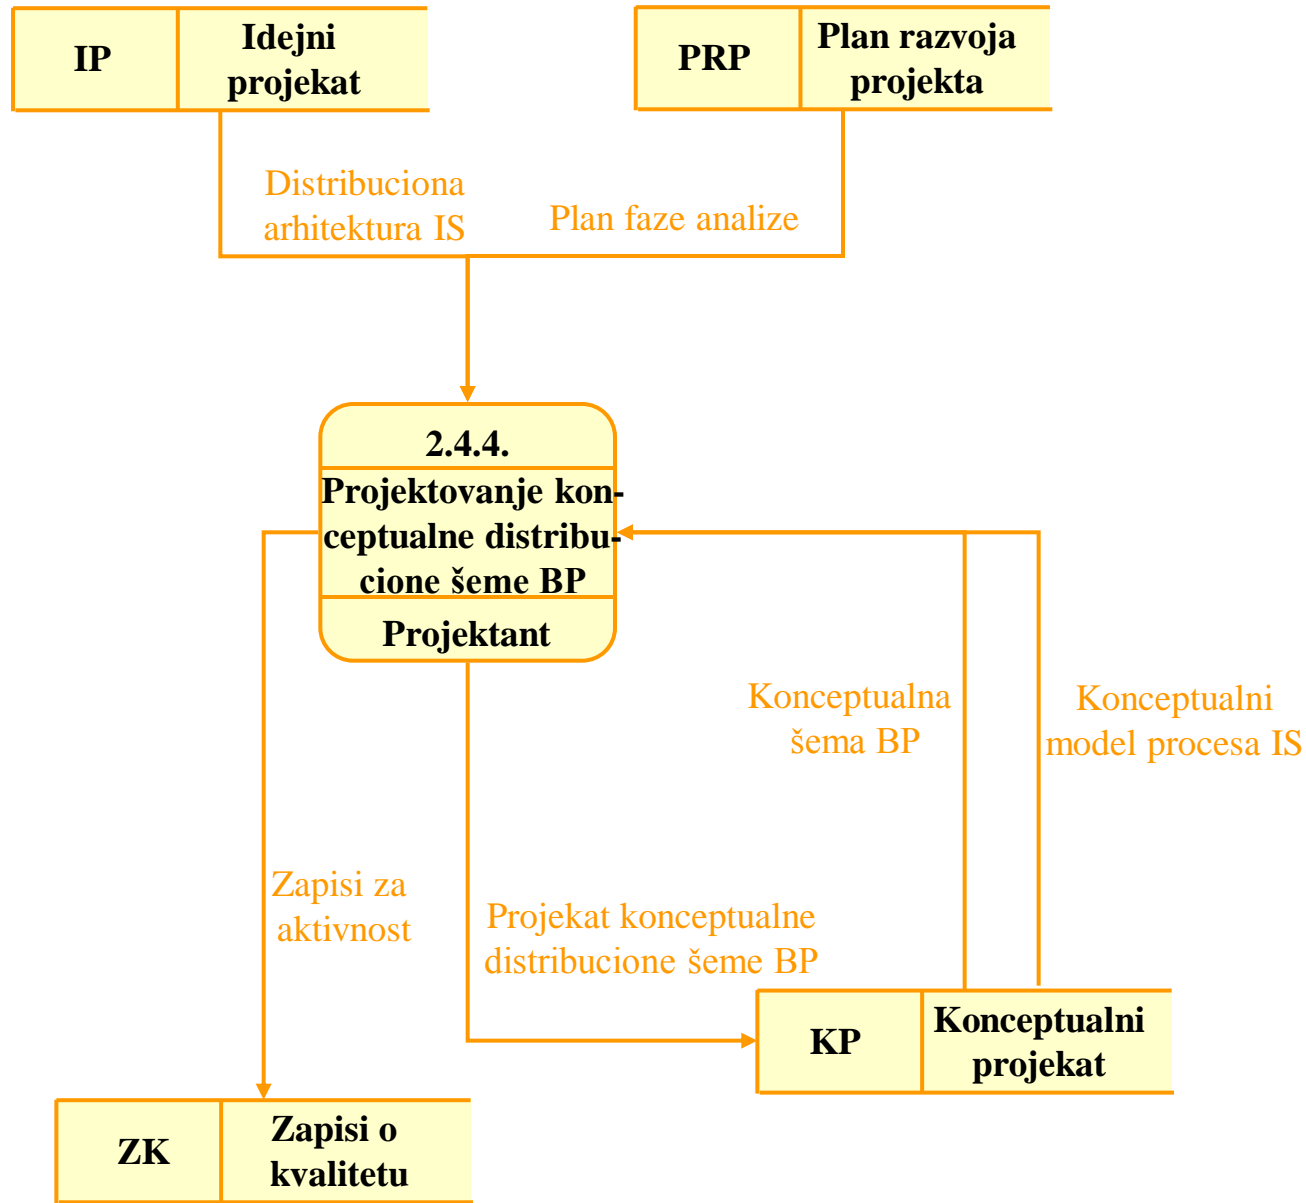 IP
Idejni
projekat
PRP
Plan razvoja
projekta
Distribuciona
arhitektura IS
Plan faze analize
2.4.4.
Projektovanje kon-
ceptualne distribu-
cione šeme BP
Projektant
Konceptualna
šema BP
Konceptualni
model procesa IS
Zapisi za
aktivnost
Projekat konceptualne
distribucione šeme BP
KP
Konceptualni
projekat
ZK
Zapisi o
kvalitetu